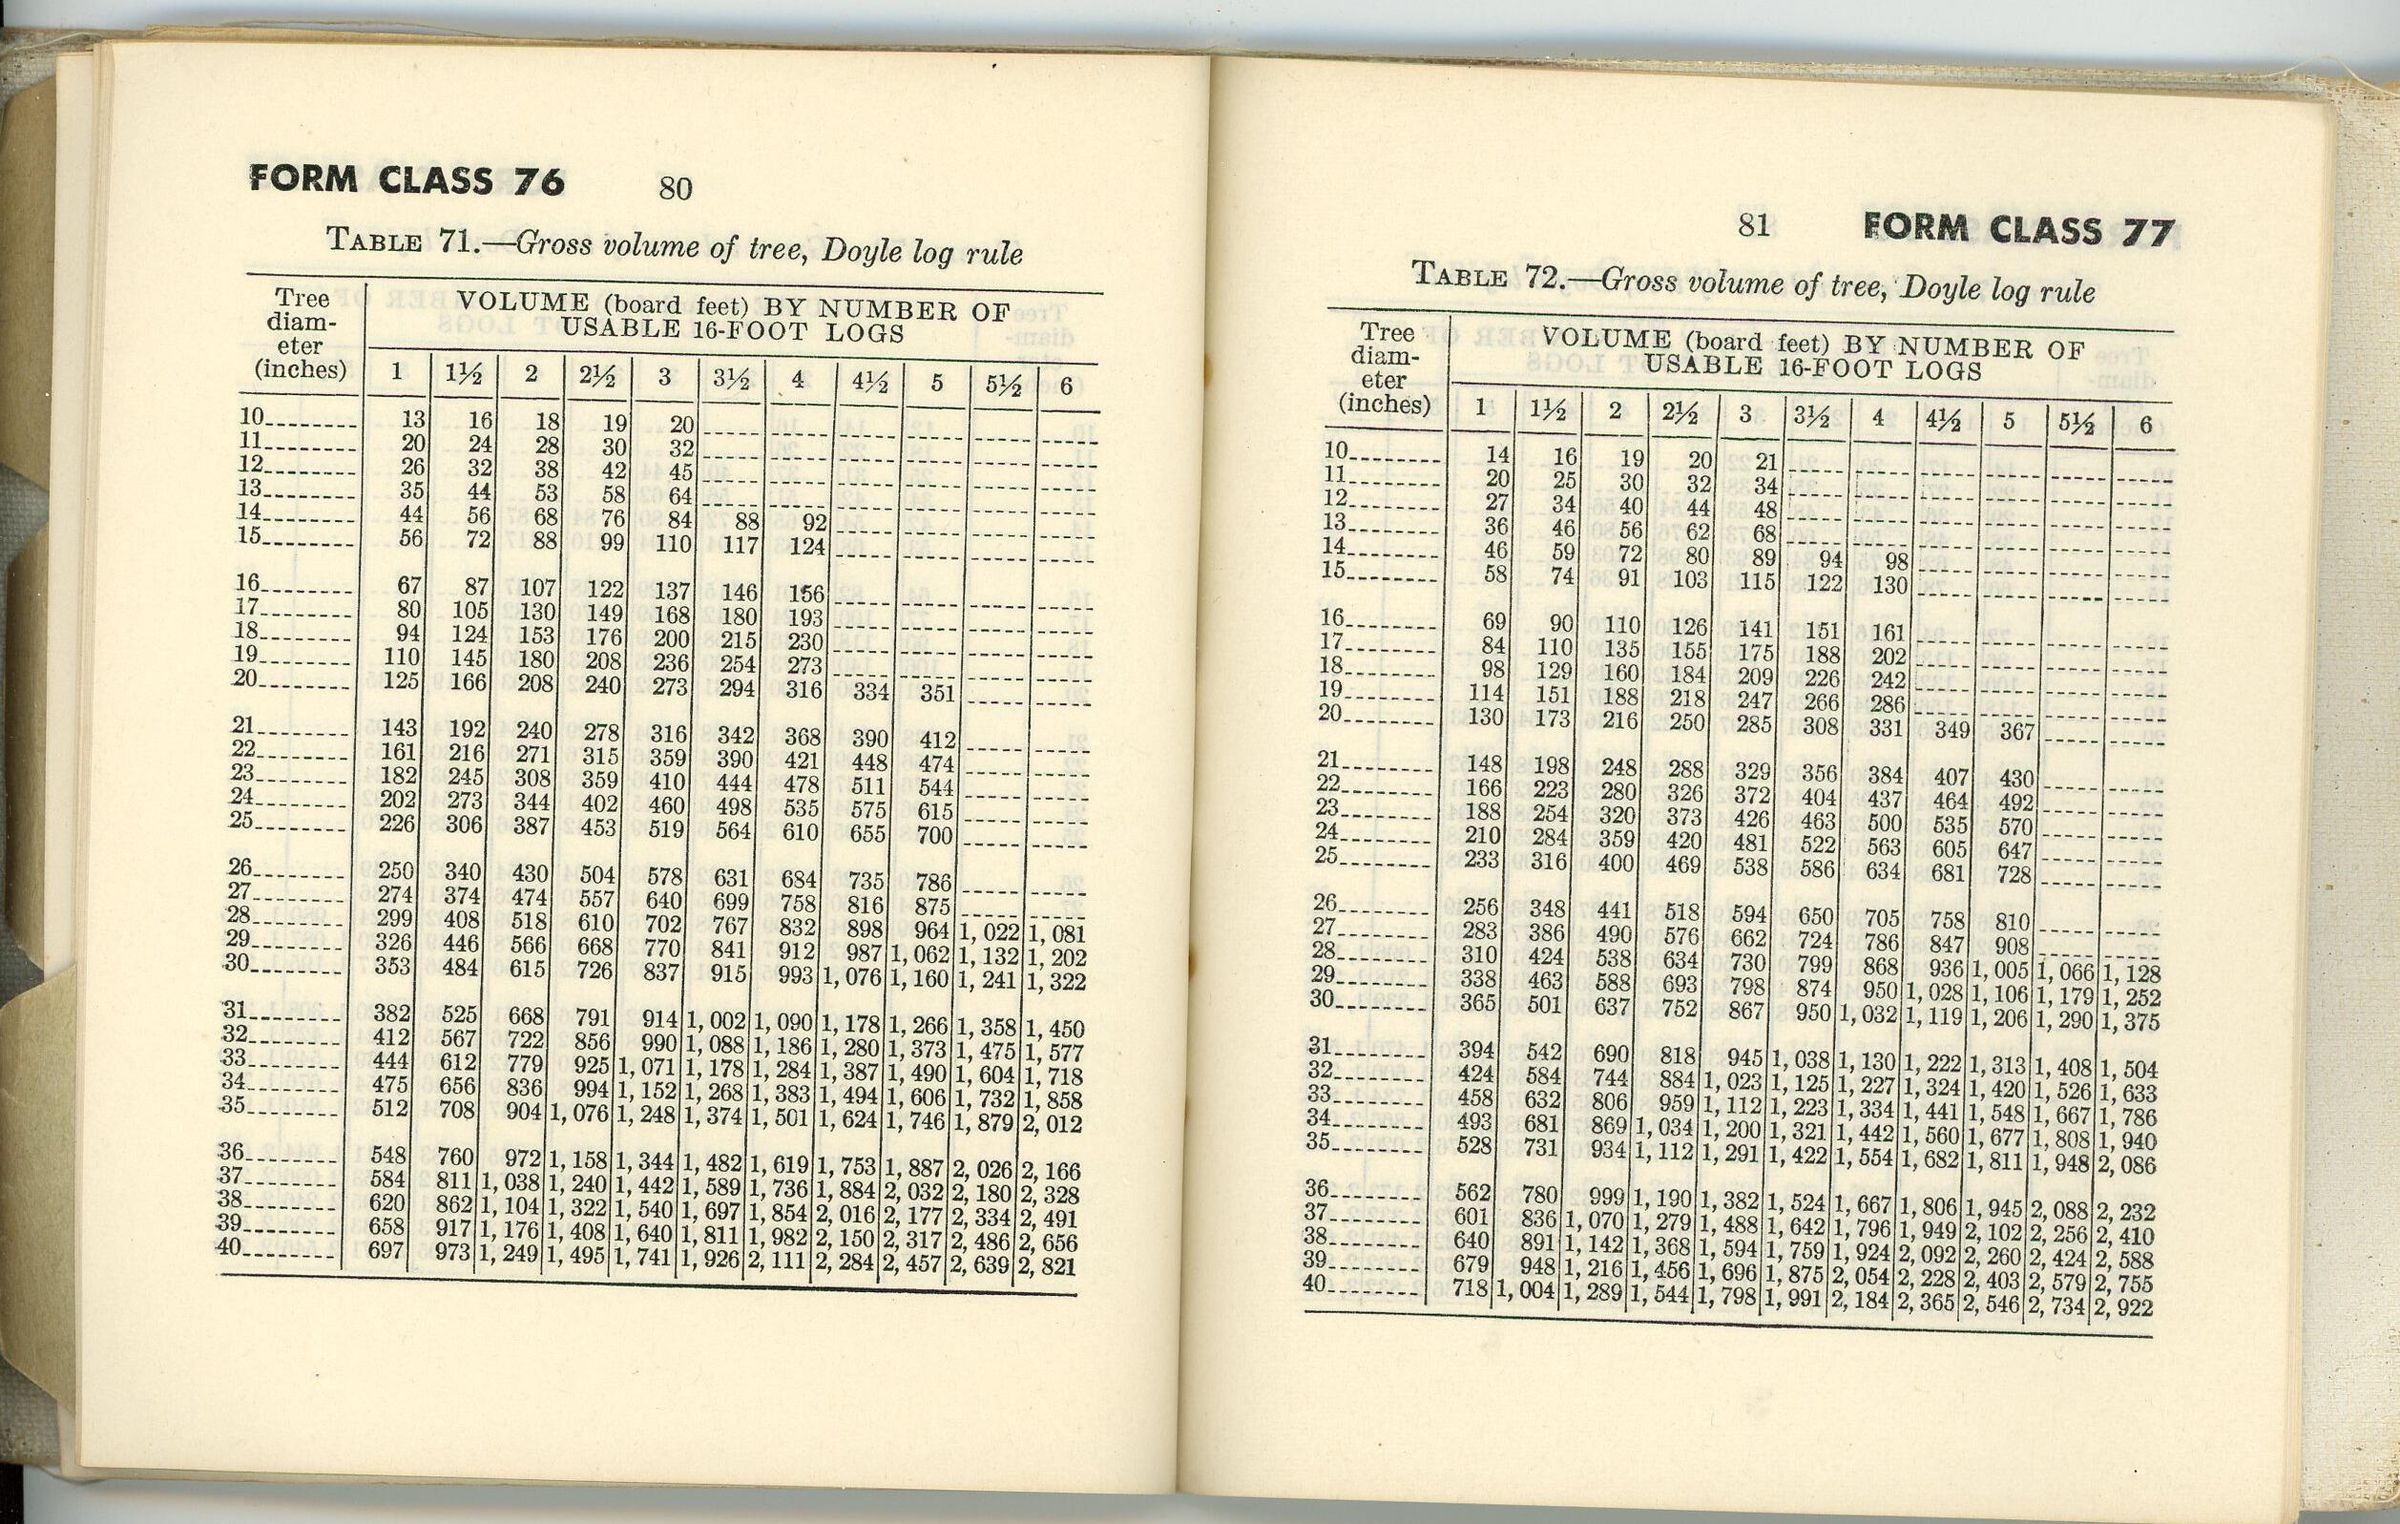 FORM CLASS 76 80
TABLE 71.—Gross volume of tree, Doyle log rule
Tree diam-eter (inches) VOLUME (board feet) BY NUMBER OF
USABLE 16-FOOT LOGS
1 1½ 2 2½ 3 3½ 4 4½ 5 5½ 6
10 13 16 18 19 20
11 20 24 28 30 32
12 26 32 38 42 45
13 35 44 53 58 64
14 44 56 68 76 84 88 92
15 56 72 88 99 110 117 124
16 67 87 107 122 137 146 156
17 80 105 130 149 168 180 193
18 94 124 153 176 200 215 230
19 110 145 180 208 236 254 273
20 125 166 208 240 273 294 316 334 351
21 143 192 240 278 316 342 368 390 412
22 161 216 271 315 359 390 421 448 474
23 182 245 308 359 410 444 478 511 544
24 202 273 344 402 460 498 535 575 615
25 226 306 387 453 519 564 610 655 700
26 250 340 430 504 578 631 684 735 786
27 274 374 474 557 640 699 758 816 875
28 299 408 518 610 702 767 832 898 964 1,022 1,081
29 326 446 566 668 770 841 912 987 1,062 1,132 1,202
30 353 484 615 726 837 915 993 1,076 1,160 1,241 1,322
31 382 525 668 791 914 1,002 1,090 1,178 1,266 1,358 1,450
32 412 567 722 856 990 1,088 1,186 1,280 1,373 1,475 1,577
33 444 612 779 925 1,071 1,178 1,284 1,387 1,490 1,604 1,718
34 475 656 836 994 1,152 1,268 1,383 1,494 1,606 1,732 1,858
35 512 708 904 1,076 1,248 1,374 1,501 1,624 1,746 1,879 2,012
36 548 760 972 1,158 1,344 1,482 1,619 1,753 1,887 2,026 2,166
37 584 811 1,038 1,240 1,442 1,589 1,736 1,884 2,032 2,180 2,328
38 620 862 1,104 1,322 1,540 1,697 1,854 2,016 2,177 2,334 2,491
39 658 917 1,176 1,408 1,640 1,811 1,982 2,150 2,317 2,486 2,656
40 697 973 1,249 1,495 1,741 1,926 2,111 2,284 2,457 2,639 2,821
81 FORM CLASS 77
TABLE 72.—Gross volume of tree, Doyle log rule
Tree diam-eter (inches) VOLUME (board feet) BY NUMBER OF
USABLE 16-FOOT LOGS
1 1½ 2 2½ 3 3½ 4 4½ 5 5½ 6
10 14 16 19 20 21
11 20 25 30 32 34
12 27 34 40 44 48
13 36 46 56 62 68
14 46 59 72 80 89 94 98
15 58 74 91 103 115 122 130
16 69 90 110 126 141 151 161
17 84 110 135 155 175 188 202
18 98 129 160 184 209 226 242
19 114 151 188 218 247 266 286
20 130 173 216 250 285 308 331 349 367
21 148 198 248 288 329 356 384 407 430
22 166 223 280 326 372 404 437 464 492
23 188 254 320 373 426 463 500 535 570
24 210 284 359 420 481 522 563 605 647
25 233 316 400 469 538 586 634 681 728
26 256 348 441 518 594 650 705 758 810
27 283 386 490 576 662 724 786 847 908
28 310 424 538 634 730 799 868 936 1,005 1,066 1,128
29 338 463 588 693 798 874 950 1,028 1,106 1,179 1,252
30 365 501 637 752 867 950 1,032 1,119 1,206 1,290 1,375
31 394 542 690 818 945 1,038 1,130 1,222 1,313 1,408 1,504
32 424 584 744 884 1,023 1,125 1,227 1,324 1,420 1,526 1,633
33 458 632 806 959 1,112 1,223 1,334 1,441 1,548 1,667 1,786
34 493 681 869 1,034 1,200 1,321 1,442 1,560 1,677 1,808 1,940
35 528 731 934 1,112 1,291 1,422 1,554 1,682 1,811 1,948 2,086
36 562 780 999 1,190 1,382 1,524 1,667 1,806 1,945 2,088 2,232
37 601 836 1,070 1,279 1,488 1,642 1,796 1,949 2,102 2,256 2,410
38 640 891 1,142 1,368 1,594 1,759 1,924 2,092 2,260 2,424 2,588
39 679 948 1,216 1,456 1,696 1,875 2,054 2,228 2,403 2,579 2,755
40 718 1,004 1,289 1,544 1,798 1,991 2,184 2,365 2,546 2,734 2,922